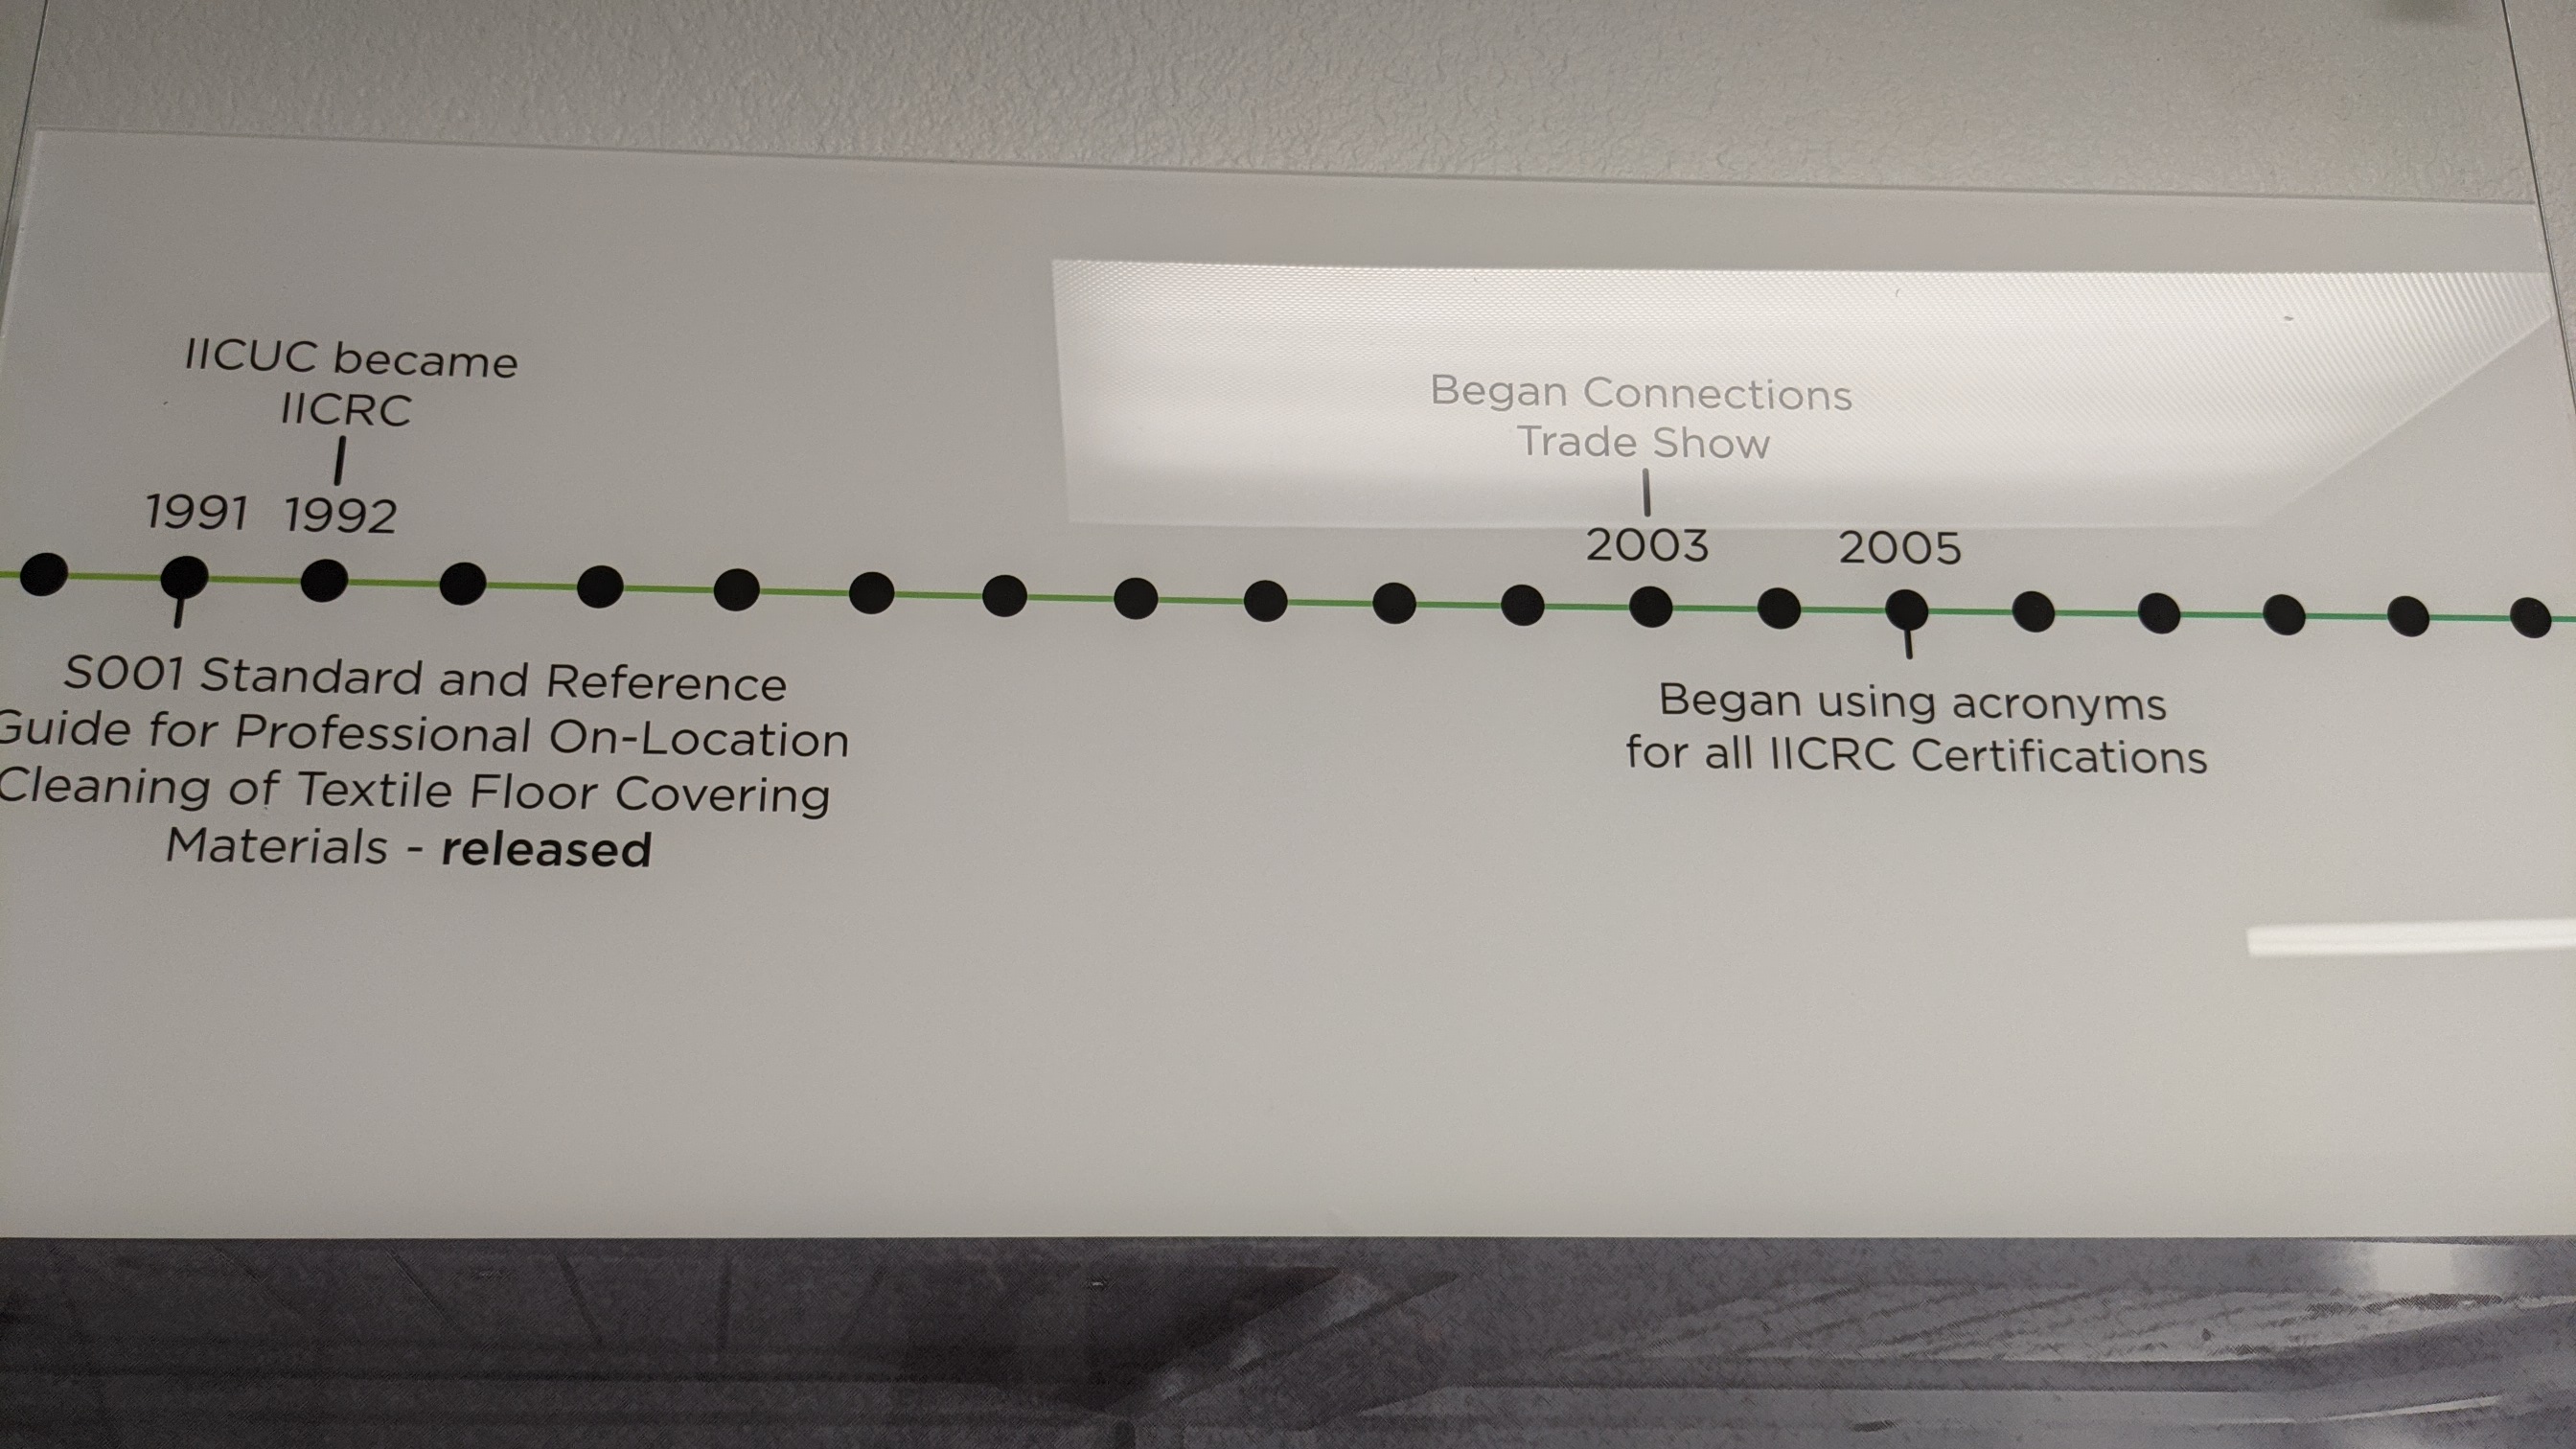 IICUC became
IICRC
Began Connections
Trade Show
1991 1992
2003 2005
S001 Standard and Reference
Guide for Professional On-Location
Cleaning of Textile Floor Covering
Materials - released
Began using acronyms
for all IICRC Certifications